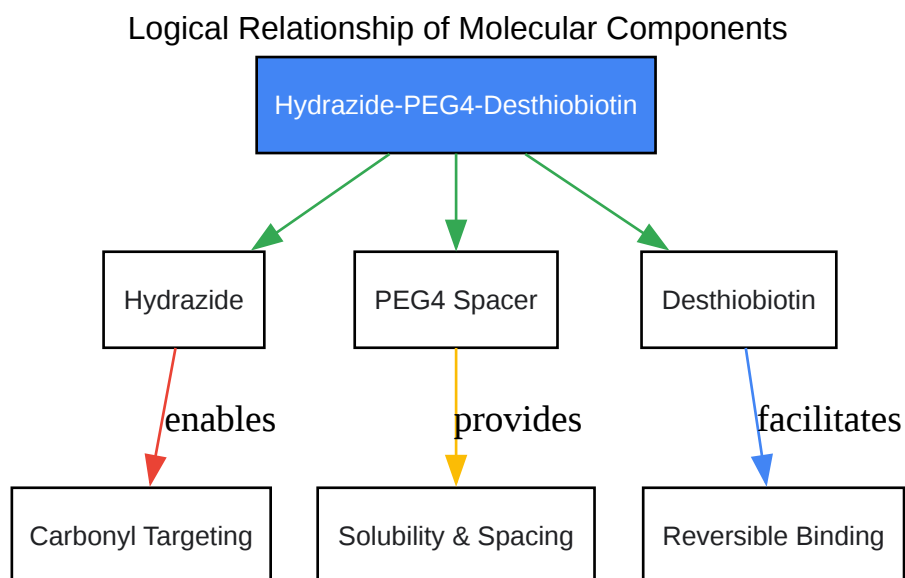 Logical Relationship of Molecular Components
Hydrazide-PEG4-Desthiobiotin
Hydrazide
PEG4 Spacer
Desthiobiotin
enables
provides
facilitates
Carbonyl Targeting
Solubility & Spacing
Reversible Binding